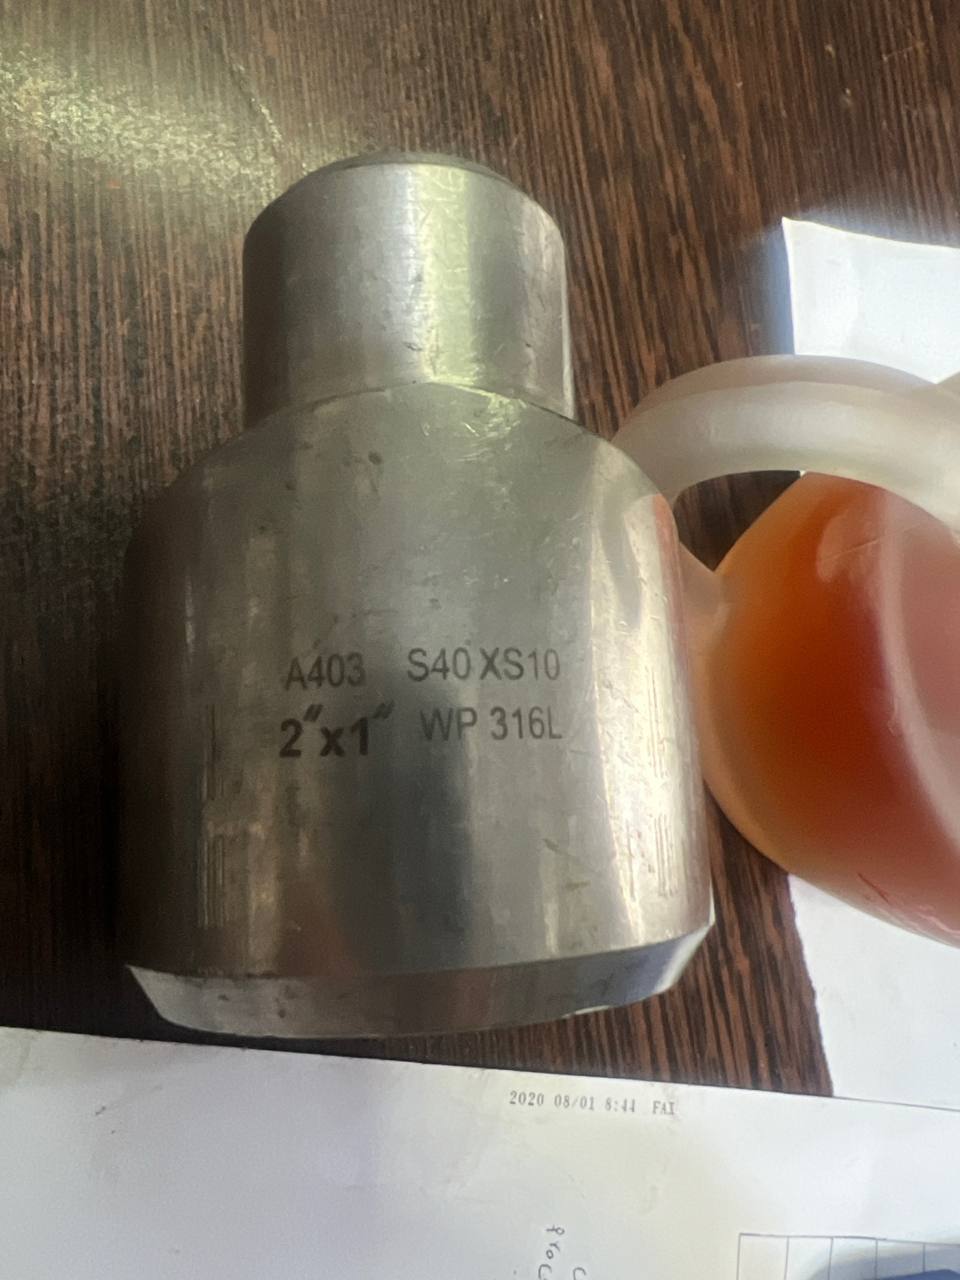 A403 S40 XS10
2"x1" WP 316L
2020 08/01 8:44 FAX